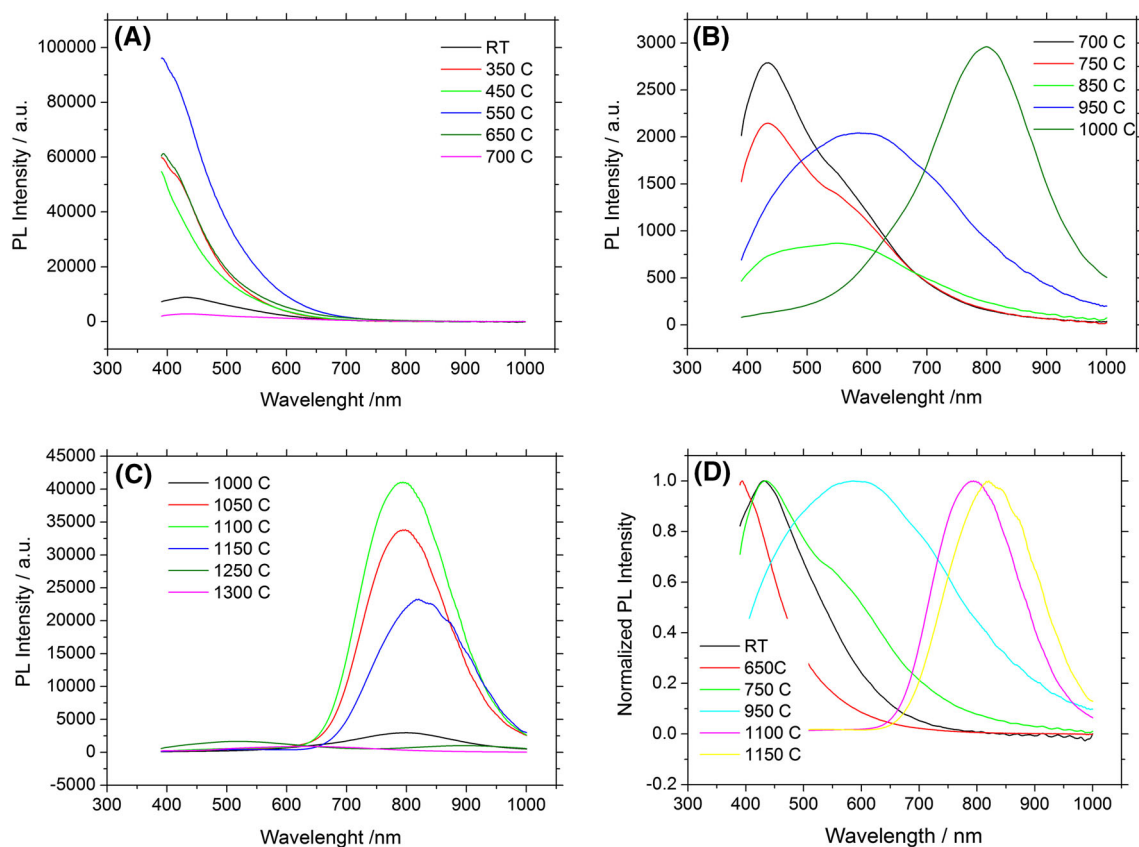 (A)
PL Intensity / a.u.
100000
80000
60000
40000
20000
0
RT
350 C
450 C
550 C
650 C
700 C
300 400 500 600 700 800 900 1000
Wavelenght /nm
(B)
PL Intensity / a.u.
3000
2500
2000
1500
1000
500
0
700 C
750 C
850 C
950 C
1000 C
300 400 500 600 700 800 900 1000
Wavelenght /nm
(C)
PL Intensity / a.u.
45000
40000
35000
30000
25000
20000
15000
10000
5000
0
-5000
1000 C
1050 C
1100 C
1150 C
1250 C
1300 C
300 400 500 600 700 800 900 1000
Wavelenght /nm
(D)
Normalized PL Intensity
1.0
0.8
0.6
0.4
0.2
0.0
-0.2
RT
650C
750 C
950 C
1100 C
1150 C
300 400 500 600 700 800 900 1000
Wavelength / nm